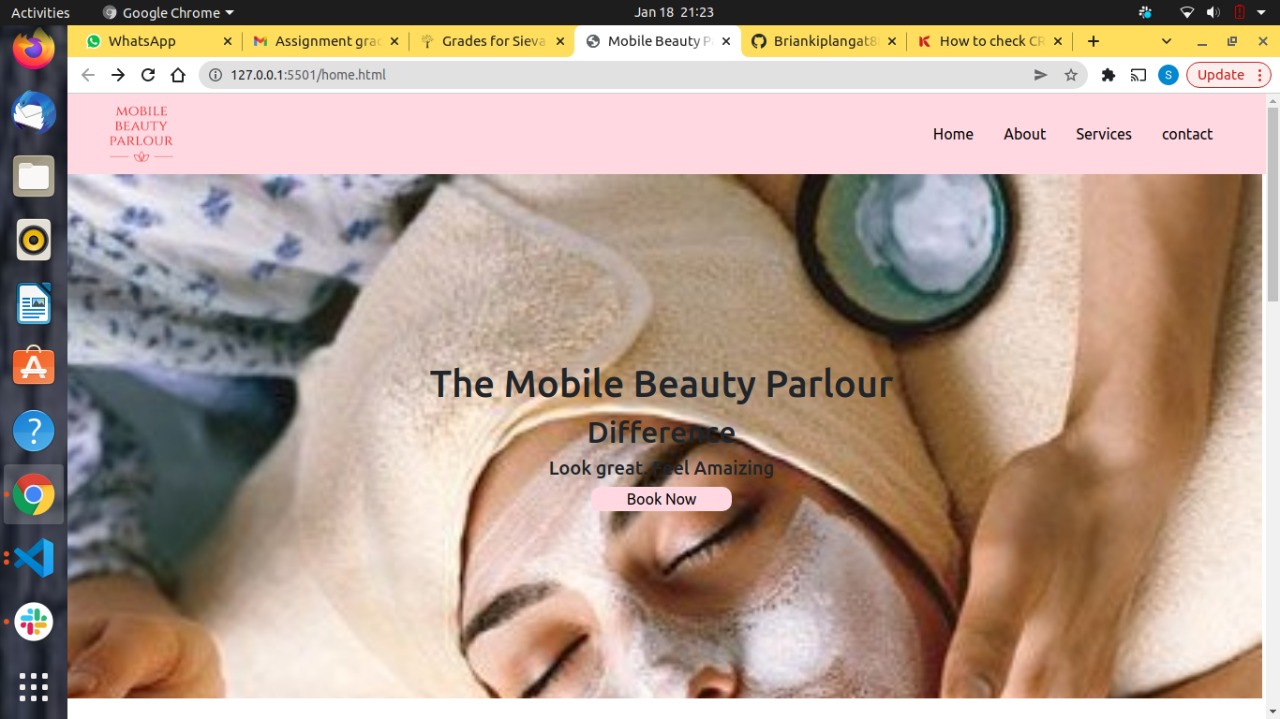 Activities
Google Chrome
Jan 18 21:23
WhatsApp
Assignment grac
Grades for Sieva
Mobile Beauty P
Briankiplangat8
How to check CR
127.0.0.1:5501/home.html
S
Update
MOBILE
BEAUTY
PARLOUR
Home
About
Services
contact
The Mobile Beauty Parlour
Difference
Look great. Feel Amaizing
Book Now